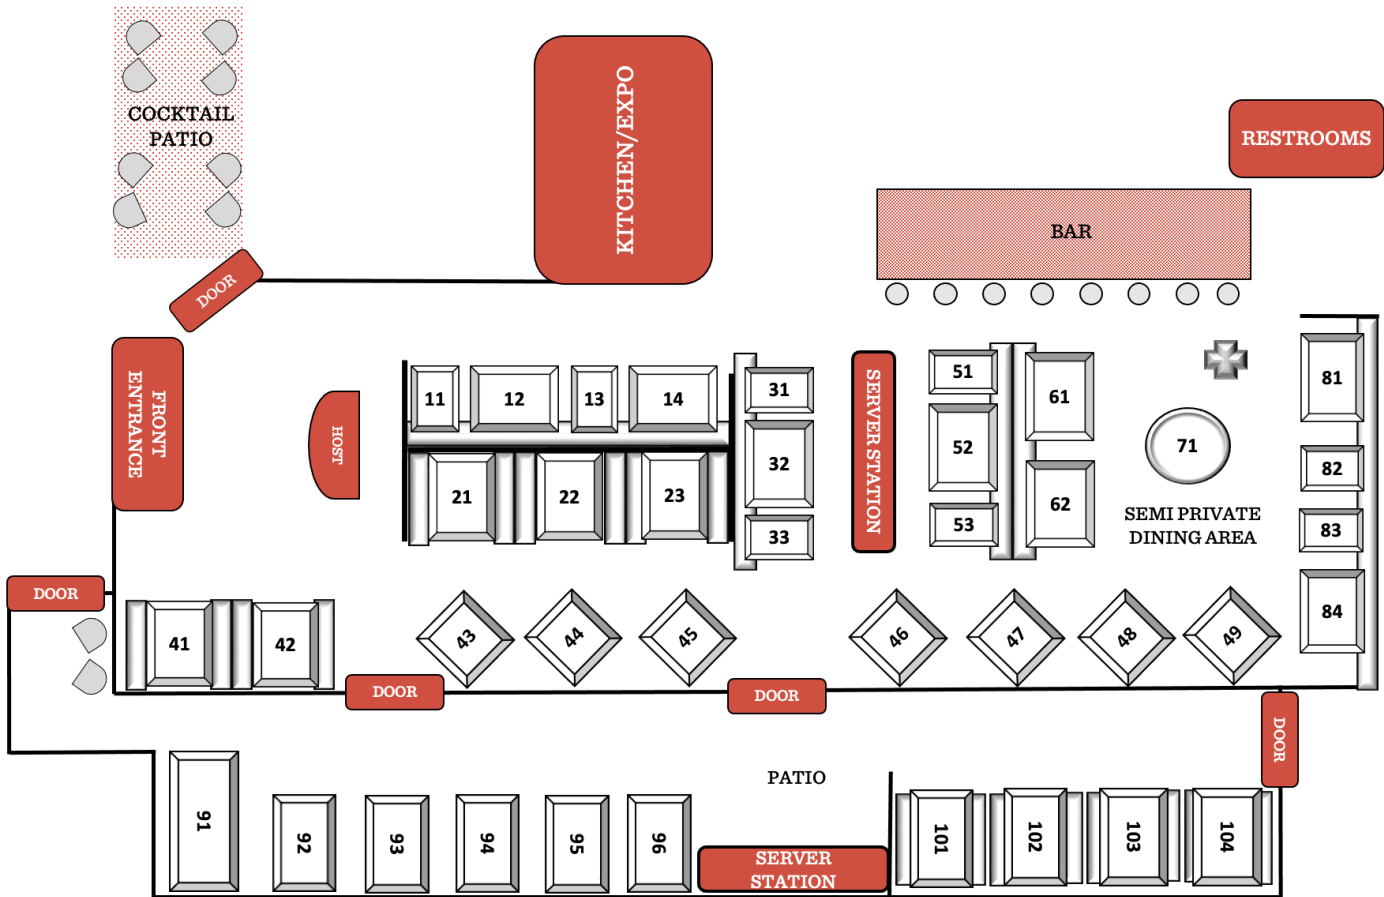 COCKTAIL
PATIO
KITCHEN/EXPO
RESTROOMS
BAR
DOOR
FRONT
ENTRANCE
HOST
11
12
13
14
31
SERVER STATION
51
61
81
21
22
23
32
52
62
71
82
33
53
SEMI PRIVATE
DINING AREA
83
DOOR
41
42
43
44
45
46
47
48
49
84
DOOR
DOOR
DOOR
PATIO
91
92
93
94
95
96
SERVER
STATION
101
102
103
104